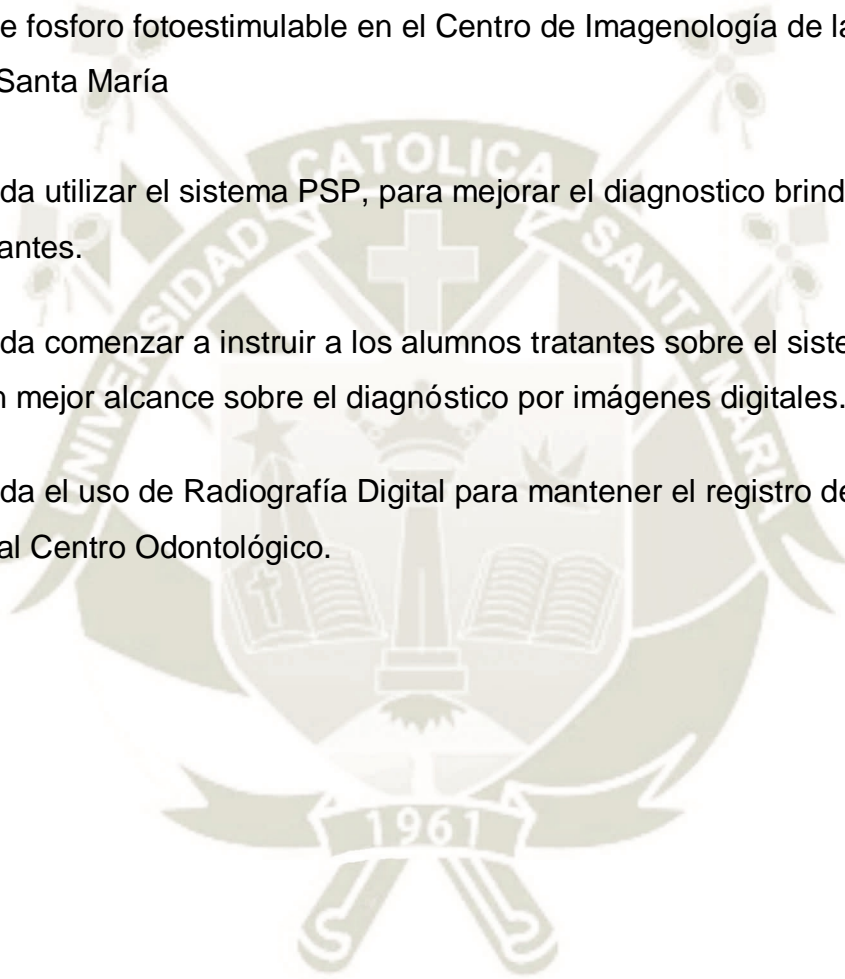 e fosforo fotoestimulable en el Centro de Imagenología de la
Santa María
da utilizar el sistema PSP, para mejorar el diagnostico brind
antes.
da comenzar a instruir a los alumnos tratantes sobre el siste
n mejor alcance sobre el diagnóstico por imágenes digitales.
da el uso de Radiografía Digital para mantener el registro de
al Centro Odontológico.
UNIVERSIDAD CATOLICA SANTA MARIA
1961